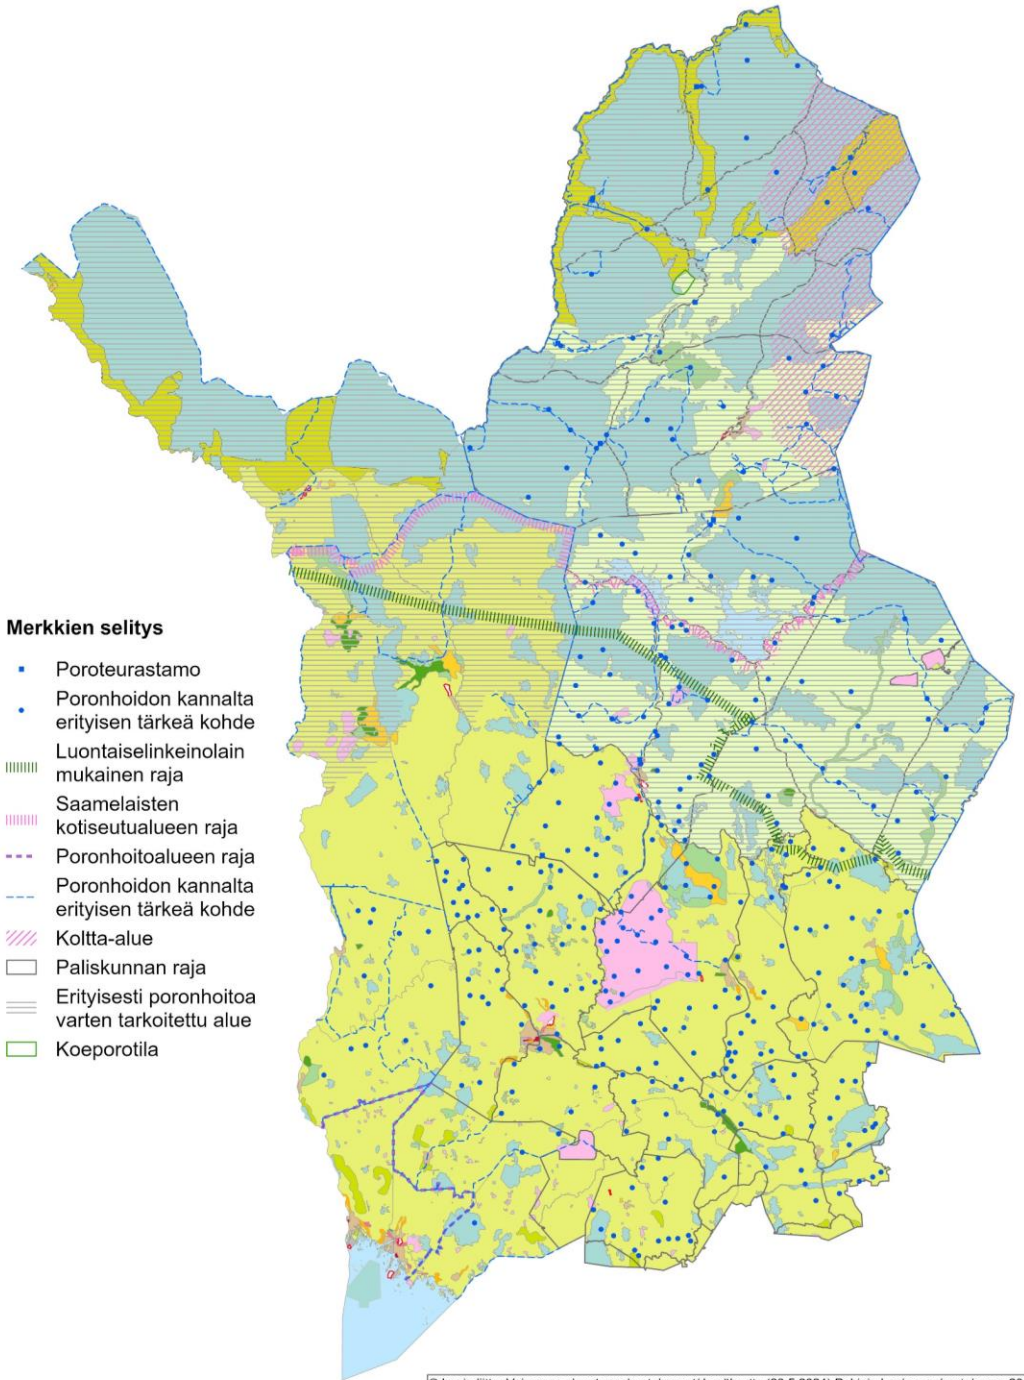 Merkkien selitys
Poroteurastamo
Poronhoidon kannalta
erityisen tärkeä kohde
Luontaiselinkeinolain
mukainen raja
Saamelaisten
kotiseutualueen raja
Poronhoitoalueen raja
Poronhoidon kannalta
erityisen tärkeä kohde
Koltta-alue
Paliskunnan raja
Erityisesti poronhoitoa
varten tarkoitettu alue
Koeporotila